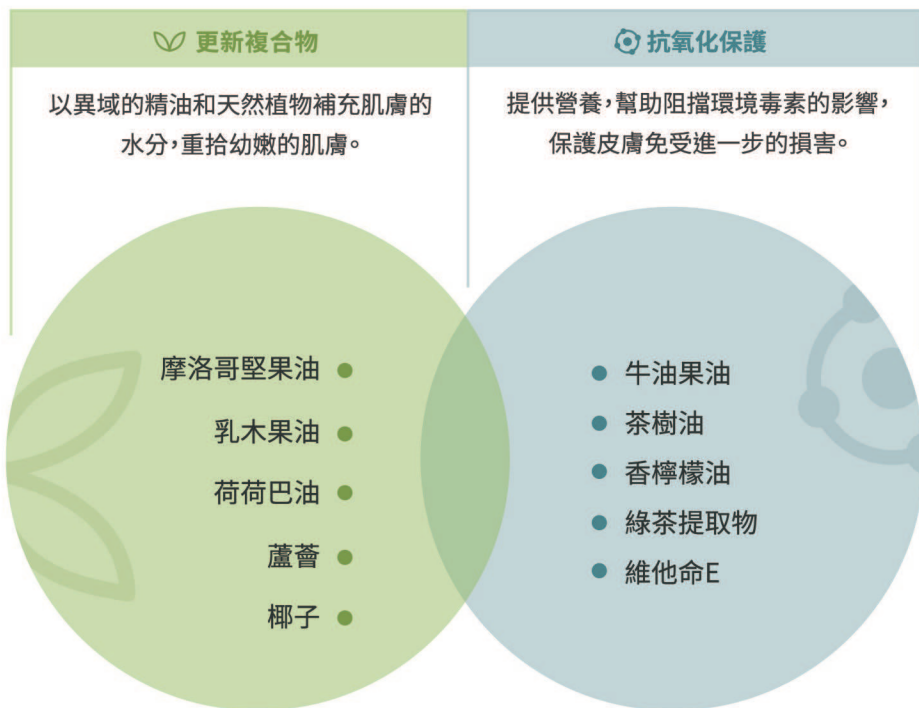 更新複合物
以異域的精油和天然植物補充肌膚的
水分，重拾幼嫩的肌膚。
抗氧化保護
提供營養，幫助阻擋環境毒素的影響，
保護皮膚免受進一步的損害。
摩洛哥堅果油
乳木果油
荷荷巴油
蘆薈
椰子
牛油果油
茶樹油
香檸檬油
綠茶提取物
維他命E